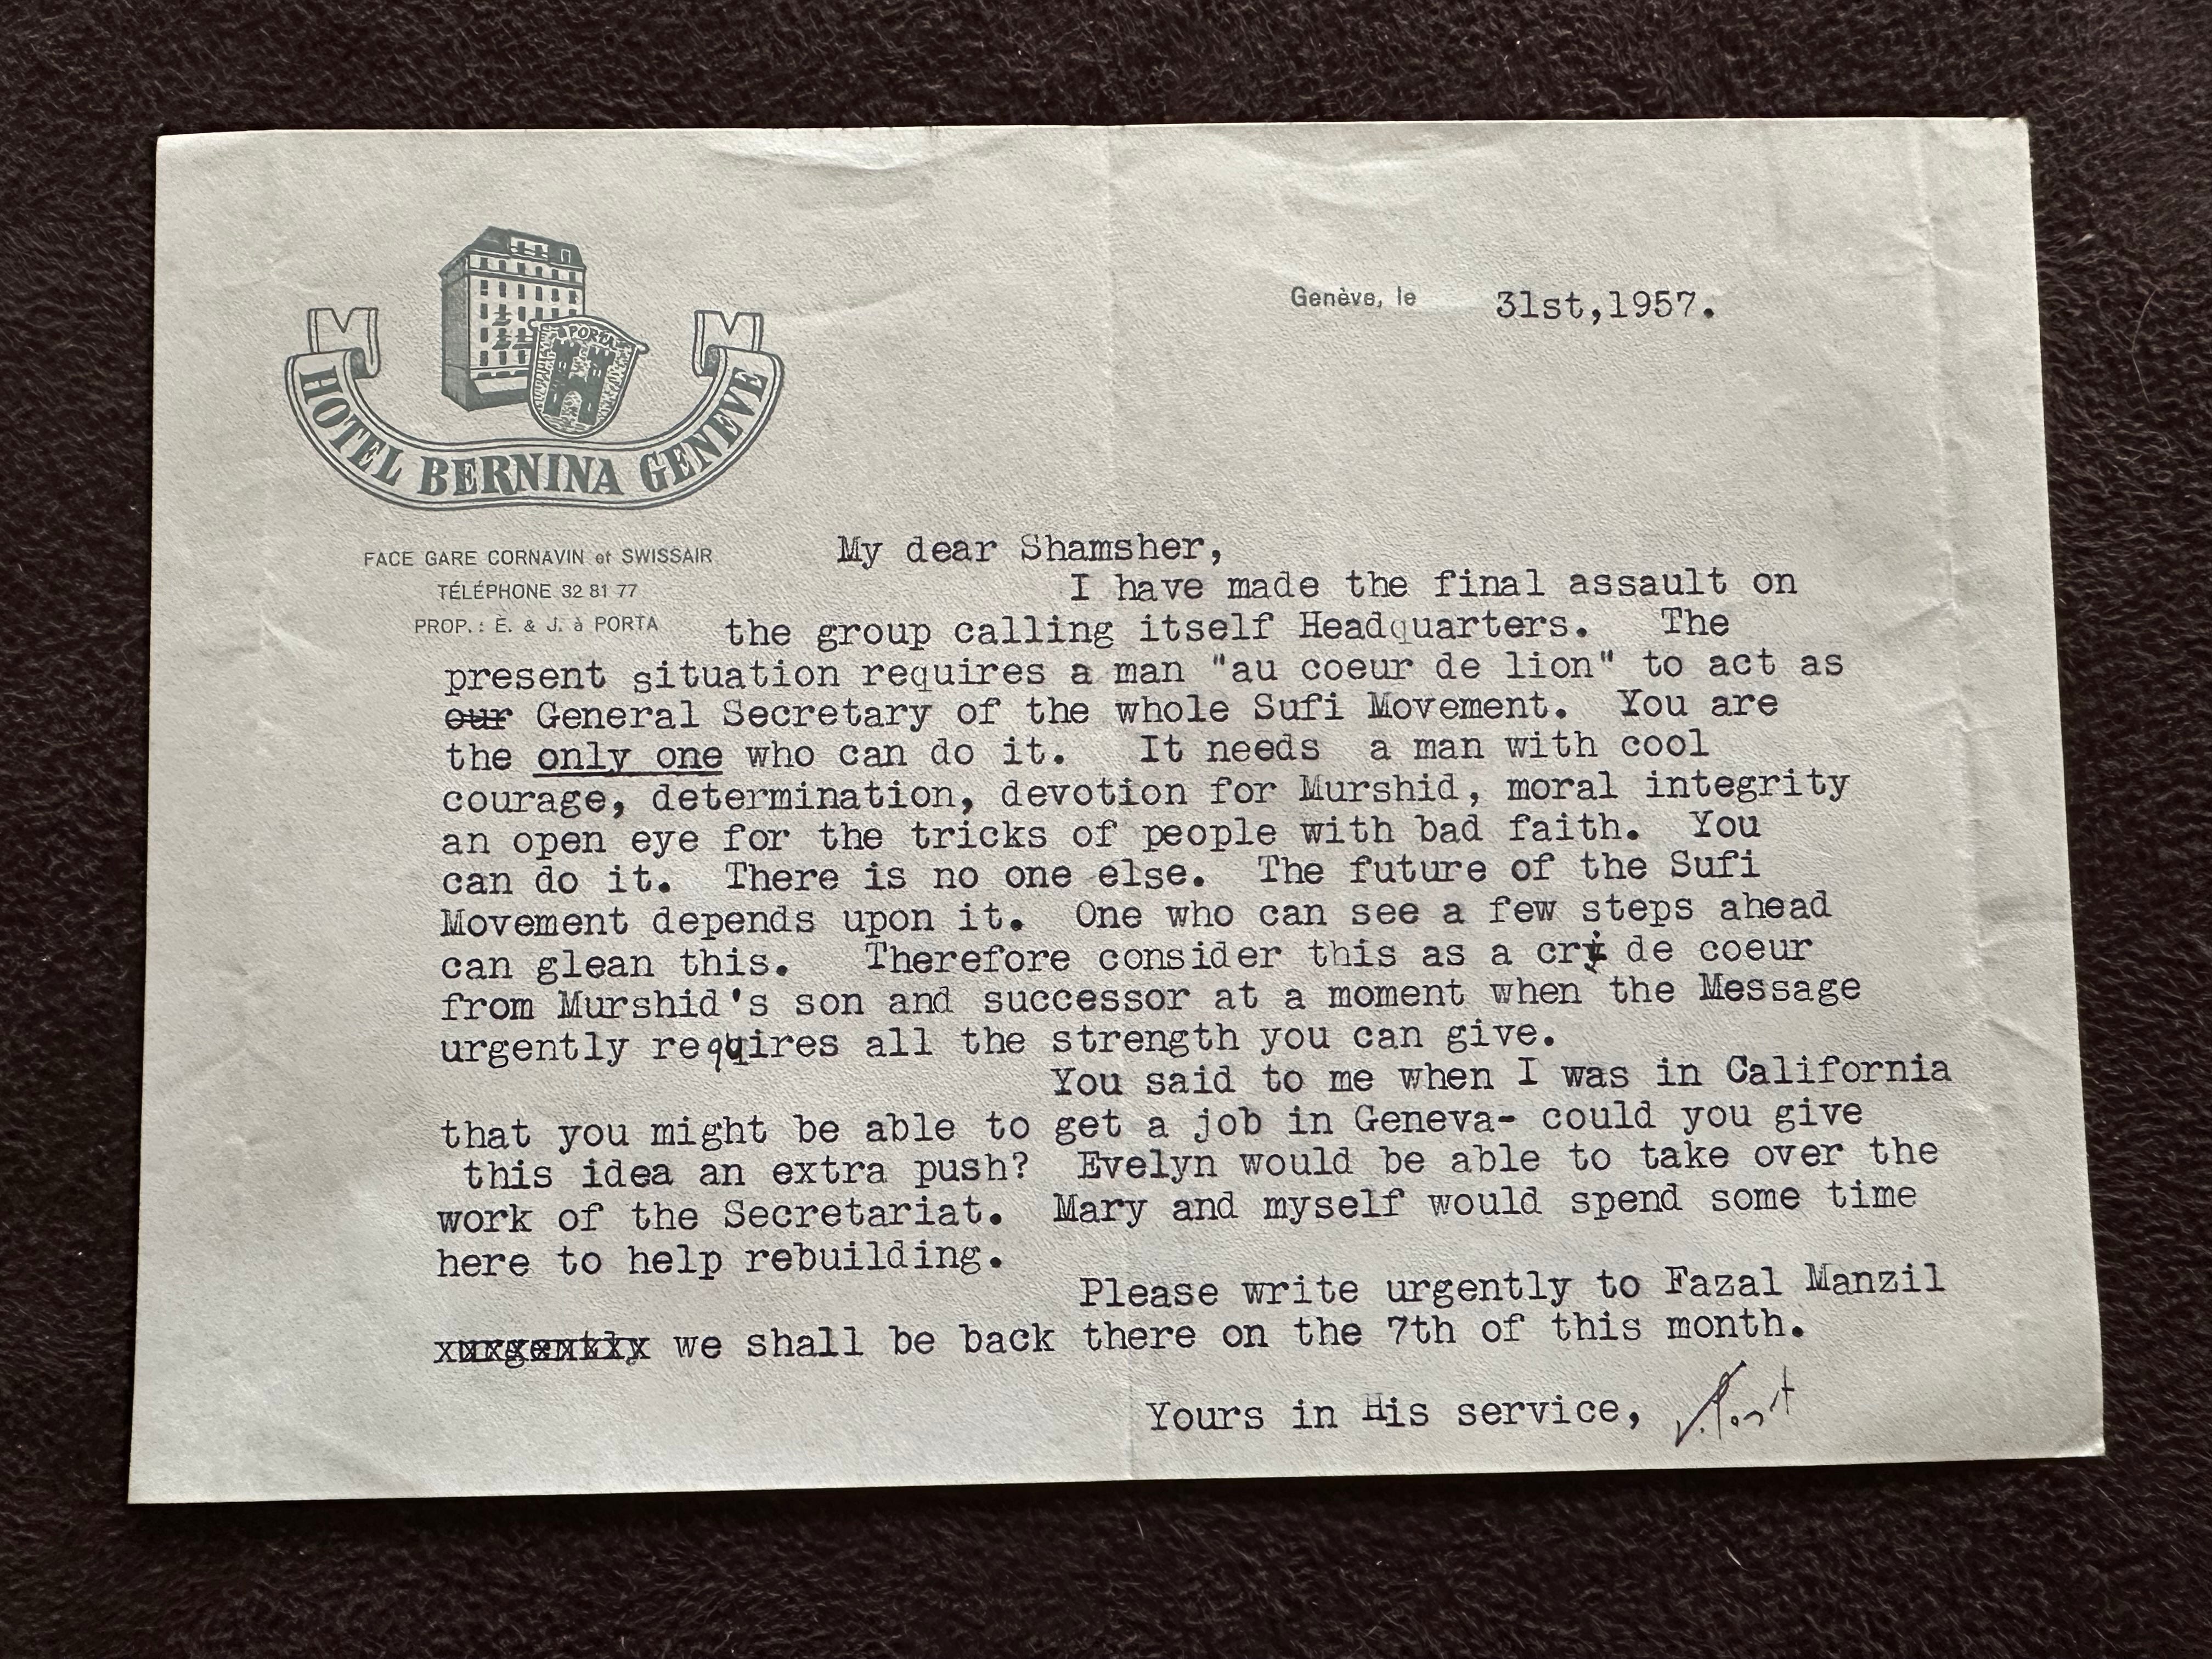 PORTA
HOTEL BERNINA GENEVE
FACE GARE CORNAVIN et SWISSAIR
TÉLÉPHONE 32 81 77
PROP.: E. & J. à PORTA
Genève, le 31st,1957.
My dear Shamsher,
I have made the final assault on
the group calling itself Headquarters. The
present situation requires a man "au coeur de lion" to act as
our General Secretary of the whole Sufi Movement. You are
the only one who can do it. It needs a man with cool
courage, determination, devotion for Murshid, moral integrity
an open eye for the tricks of people with bad faith. You
can do it. There is no one else. The future of the Sufi
Movement depends upon it. One who can see a few steps ahead
can glean this. Therefore consider this as a cri de coeur
from Murshid's son and successor at a moment when the Message
urgently requires all the strength you can give.
You said to me when I was in California
that you might be able to get a job in Geneva- could you give
this idea an extra push? Evelyn would be able to take over the
work of the Secretariat. Mary and myself would spend some time
here to help rebuilding.
Please write urgently to Fazal Manzil
we shall be back there on the 7th of this month.
Yours in His service,